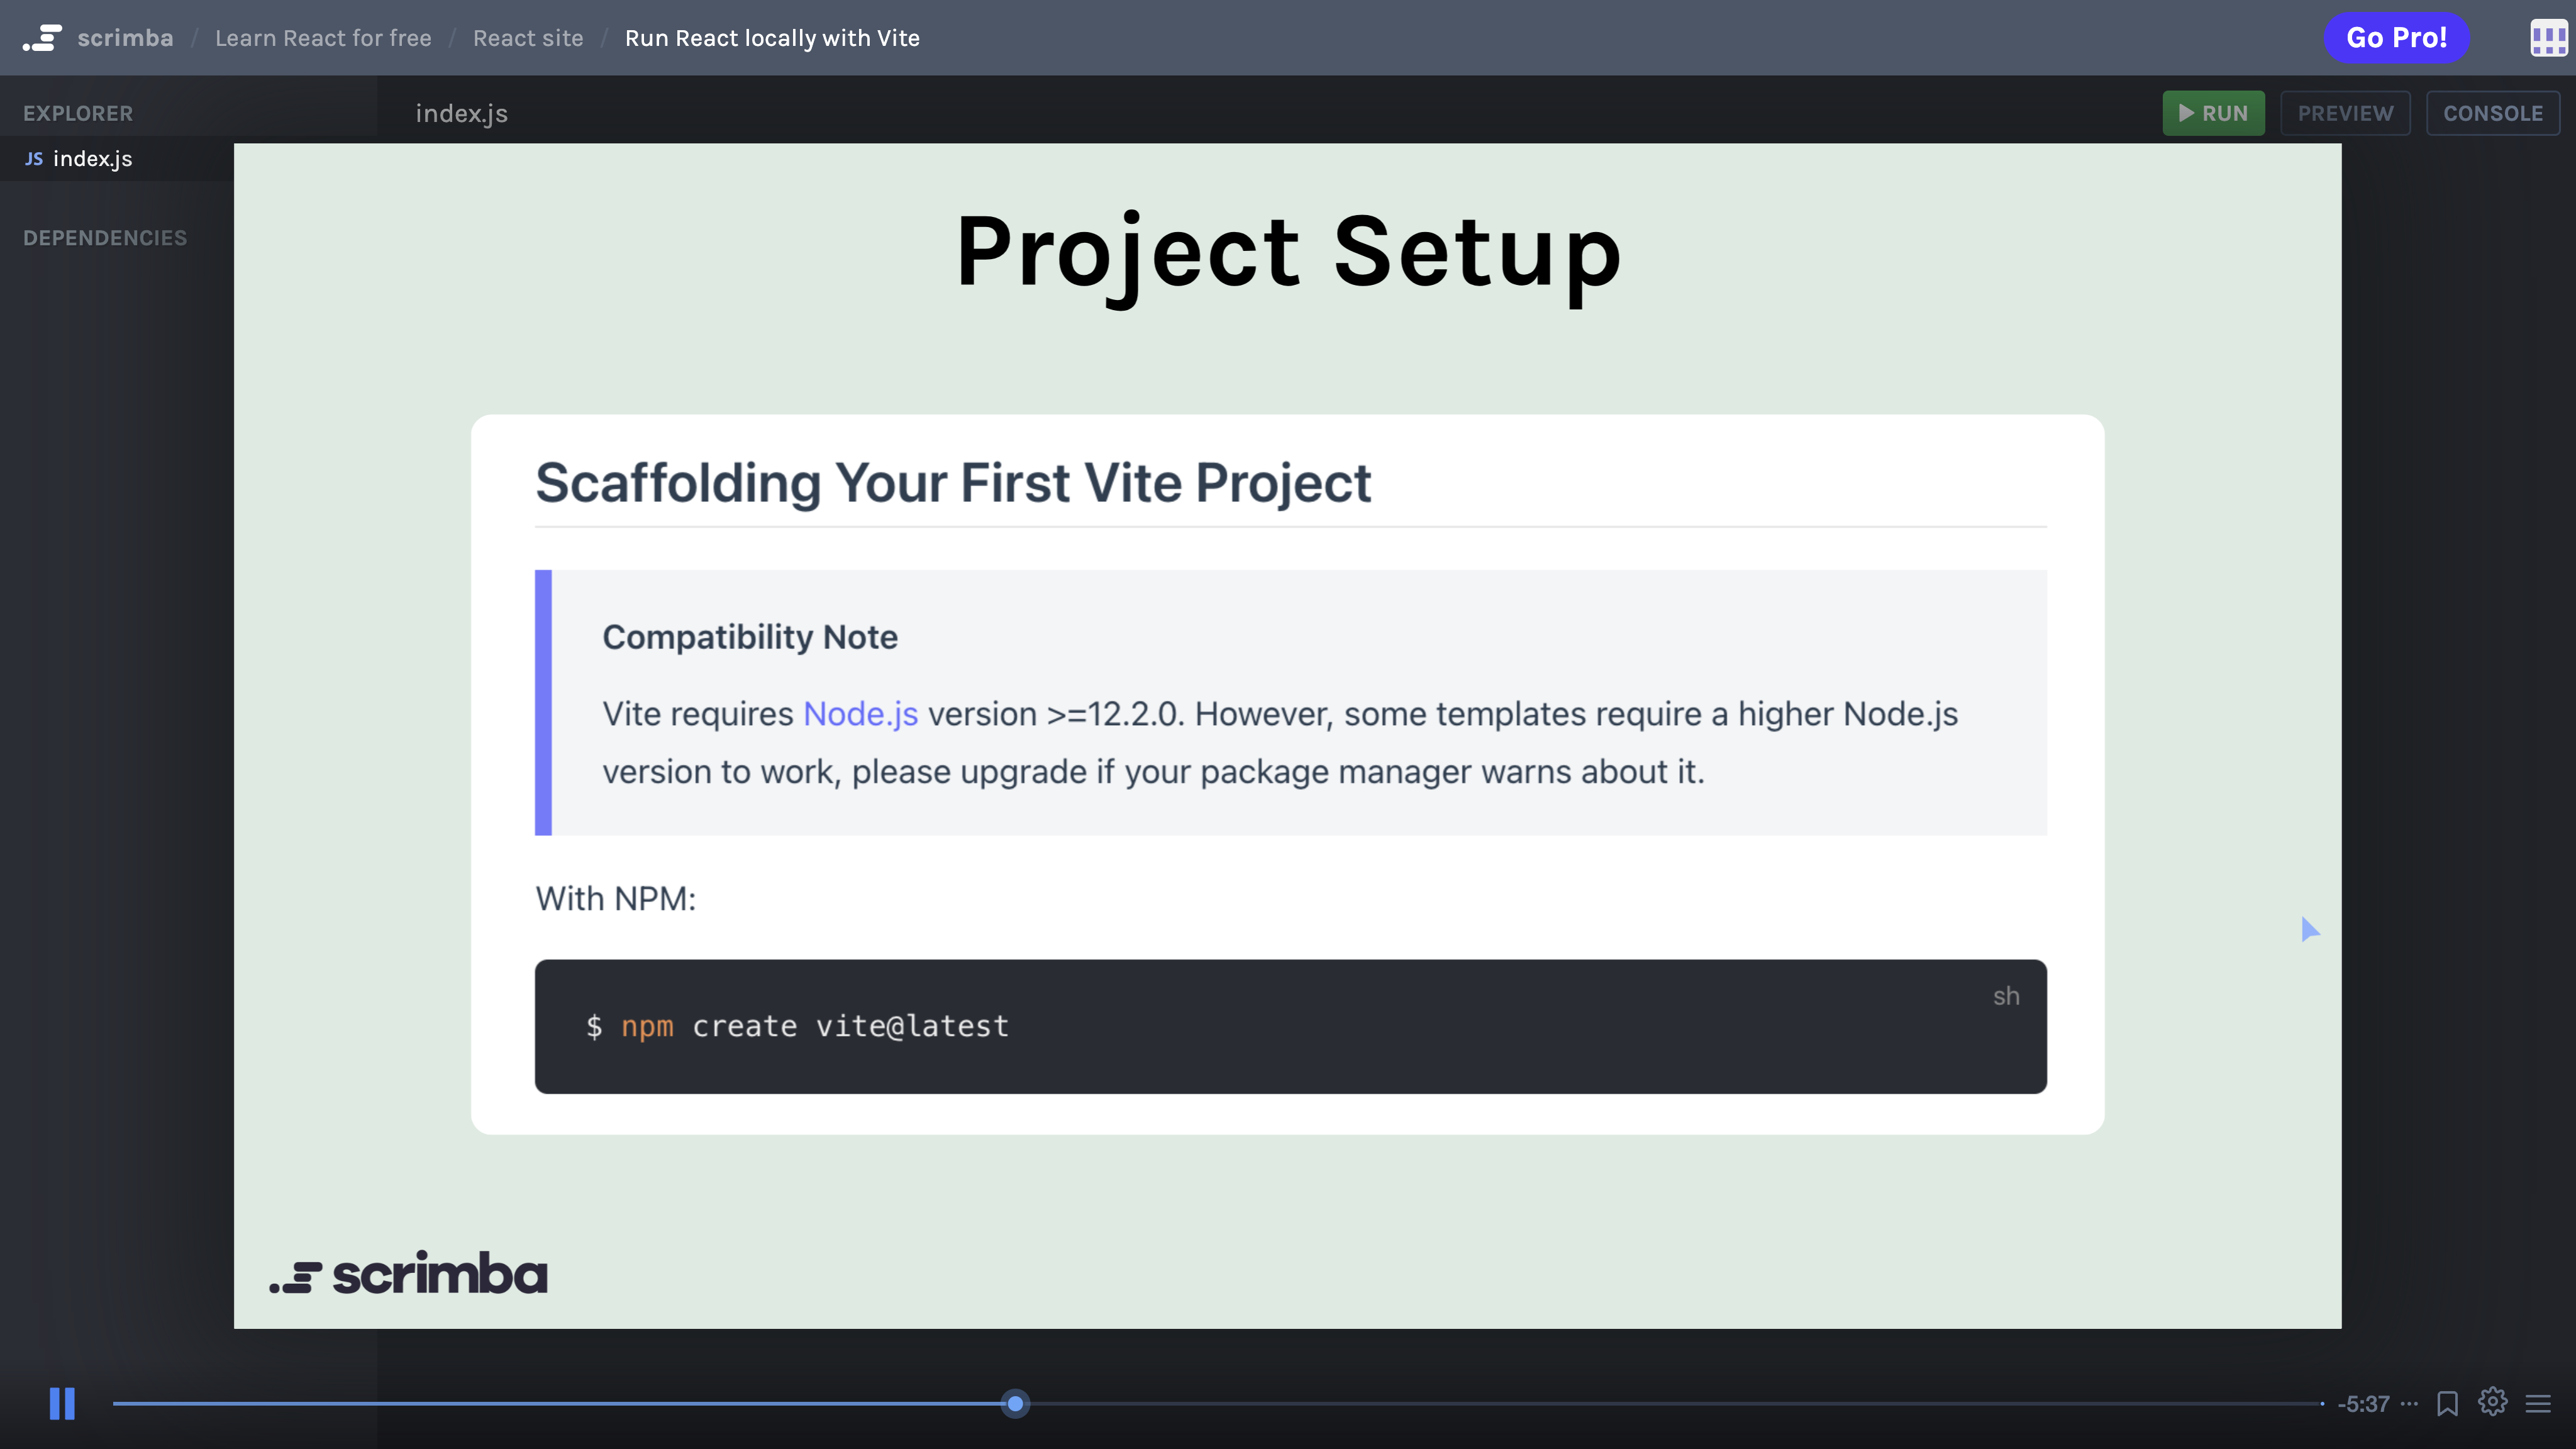 scrimba / Learn React for free / React site / Run React locally with Vite
Go Pro!
EXPLORER
index.js
RUN
PREVIEW
CONSOLE
JS index.js
DEPENDENCIES
Project Setup
Scaffolding Your First Vite Project
Compatibility Note
Vite requires Node.js version >=12.2.0. However, some templates require a higher Node.js
version to work, please upgrade if your package manager warns about it.
With NPM:
sh
$ npm create vite@latest
scrimba
-5:37